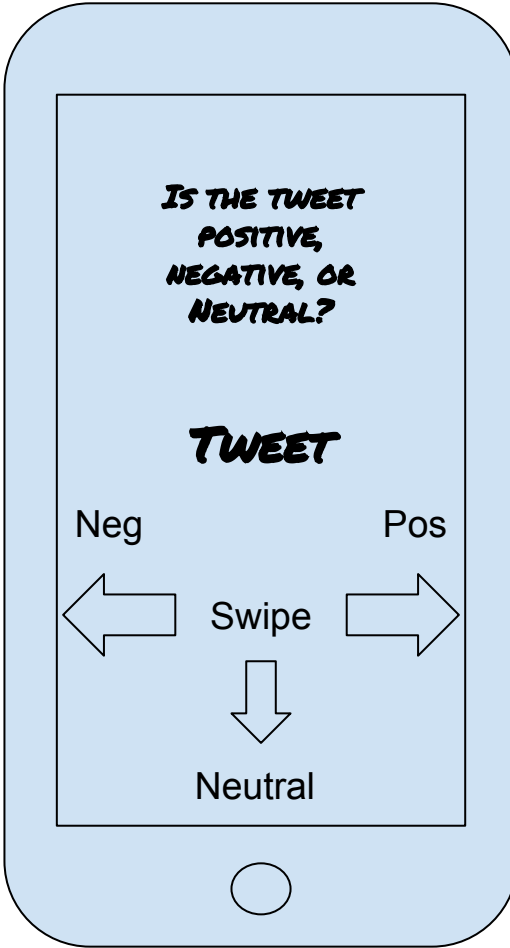 Is the tweet
positive,
negative, or
Neutral?
Tweet
Neg
Pos
Swipe
Neutral